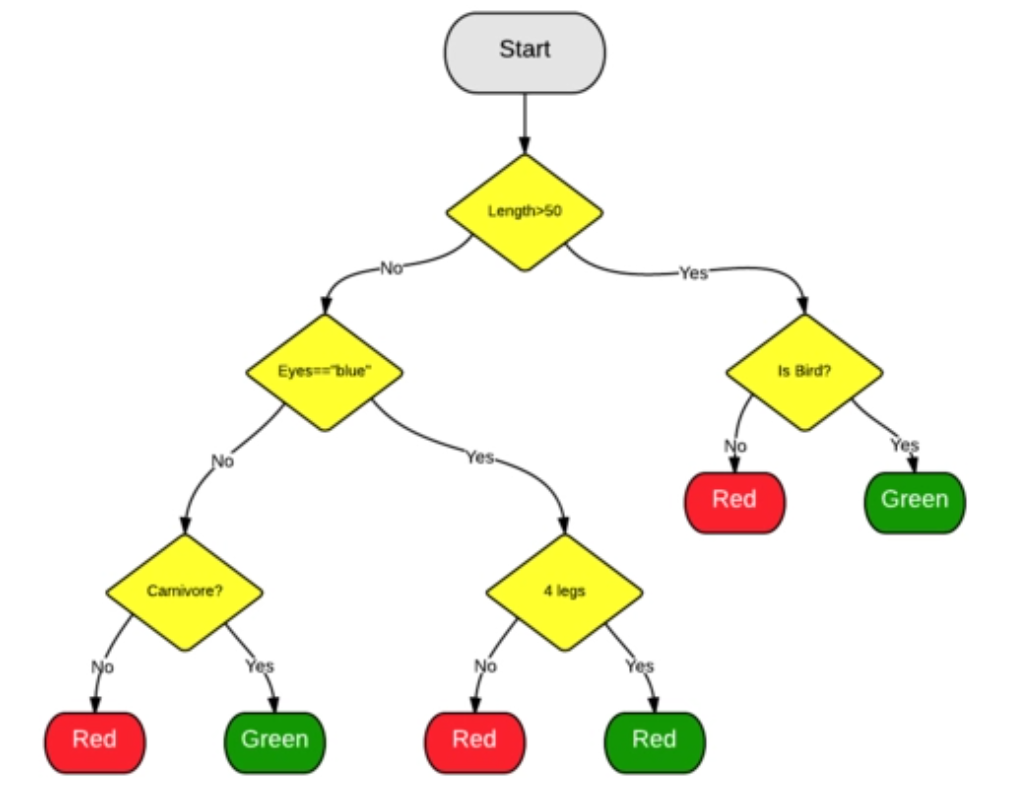 Start
Length>50
No
Yes
Eyes=="blue"
Is Bird?
No
Yes
No
Yes
Red
Green
Carnivore?
4 legs
No
Yes
No
Yes
Red
Green
Red
Red